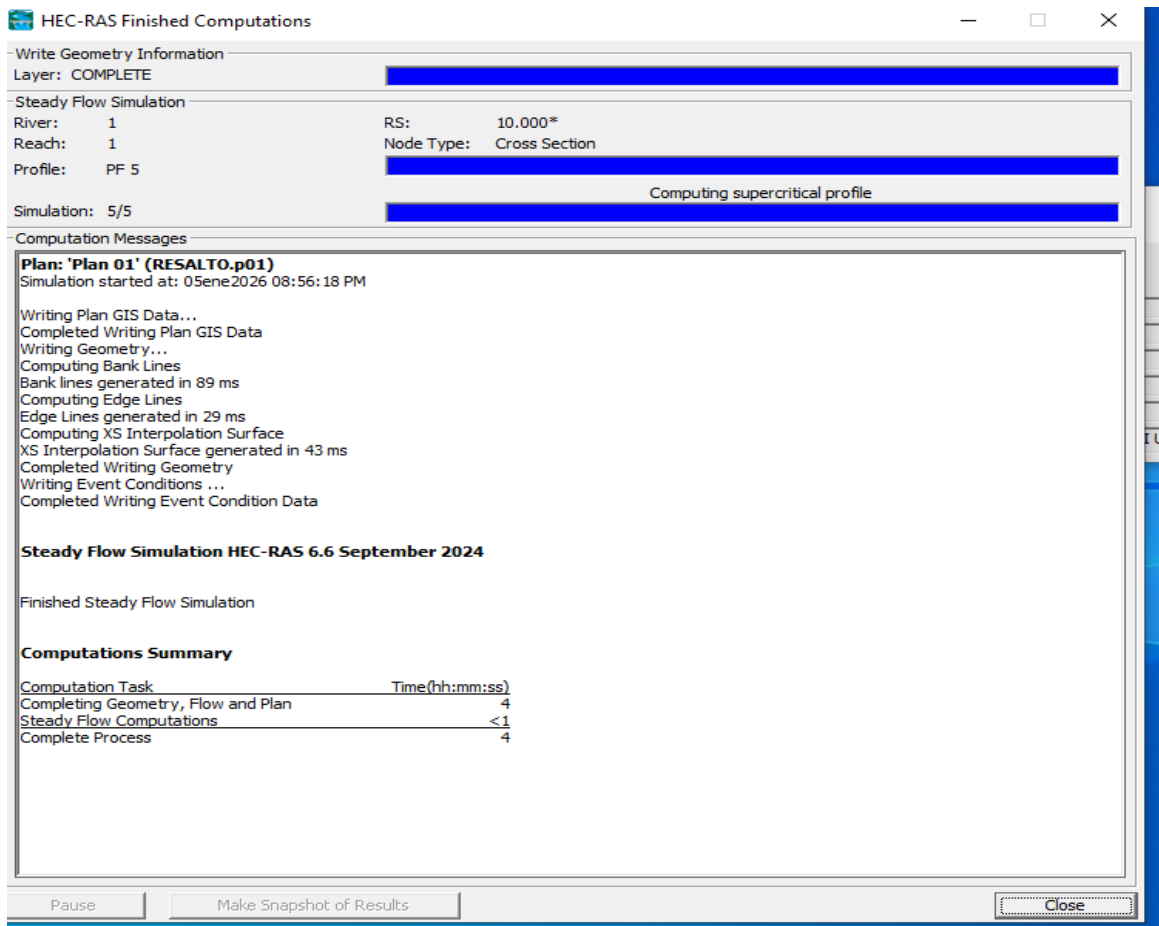 HEC-RAS Finished Computations
Write Geometry Information
Layer: COMPLETE
Steady Flow Simulation
River: 1 RS: 10.000*
Reach: 1 Node Type: Cross Section
Profile: PF 5
Computing supercritical profile
Simulation: 5/5
Computation Messages
Plan: 'Plan 01' (RESALTO.p01)
Simulation started at: 05ene2026 08:56:18 PM
Writing Plan GIS Data...
Completed Writing Plan GIS Data
Writing Geometry...
Computing Bank Lines
Bank lines generated in 89 ms
Computing Edge Lines
Edge Lines generated in 29 ms
Computing XS Interpolation Surface
XS Interpolation Surface generated in 43 ms
Completed Writing Geometry
Writing Event Conditions ...
Completed Writing Event Condition Data
Steady Flow Simulation HEC-RAS 6.6 September 2024
Finished Steady Flow Simulation
Computations Summary
Computation Task Time(hh:mm:ss)
Completing Geometry, Flow and Plan 4
Steady Flow Computations <1
Complete Process 4
Pause Make Snapshot of Results Close